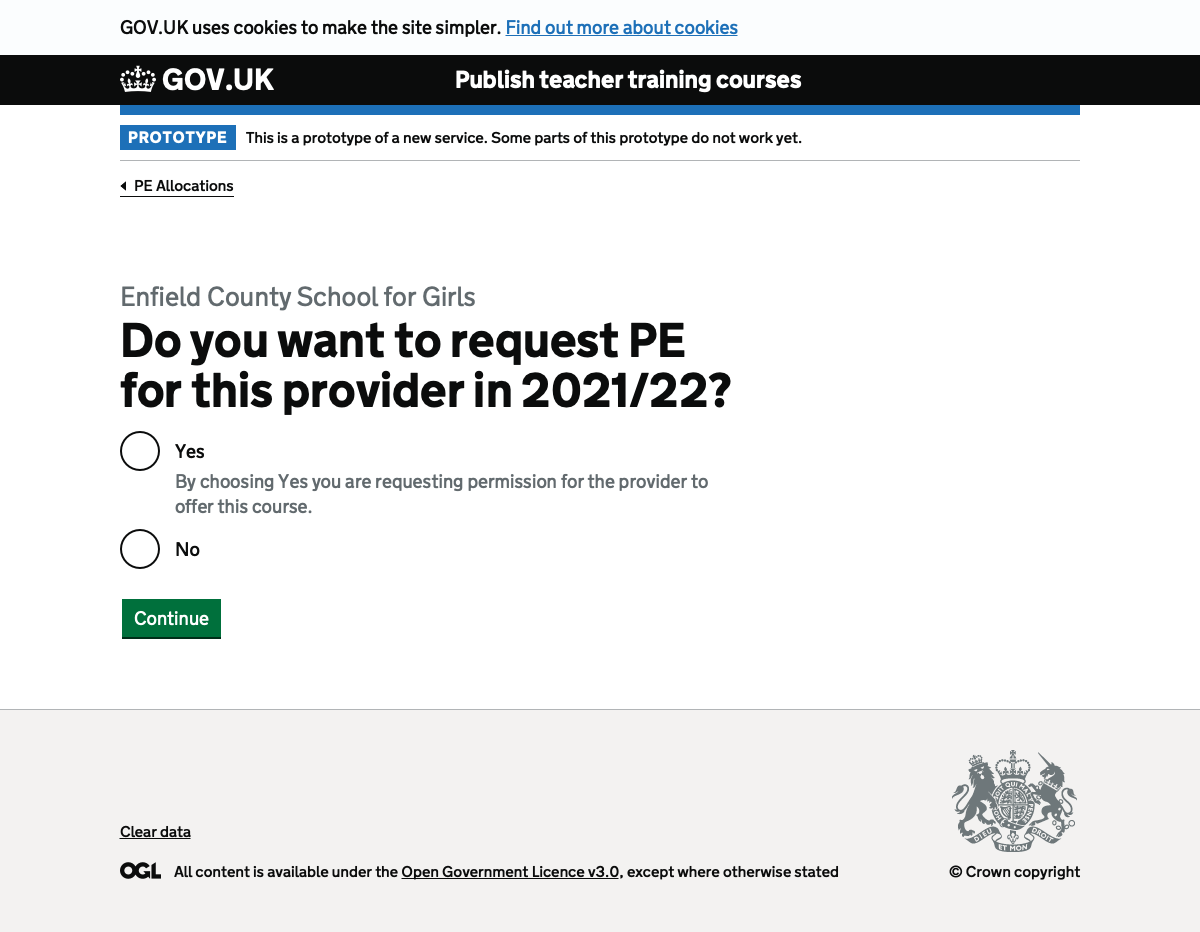 GOV.UK uses cookies to make the site simpler. Find out more about cookies
GOV.UK Publish teacher training courses
PROTOTYPE This is a prototype of a new service. Some parts of this prototype do not work yet.
PE Allocations
Enfield County School for Girls
Do you want to request PE
for this provider in 2021/22?
Yes
By choosing Yes you are requesting permission for the provider to
offer this course.
No
Continue
Clear data
OGL All content is available under the Open Government Licence v3.0, except where otherwise stated
DIEU ET MON DROIT
© Crown copyright